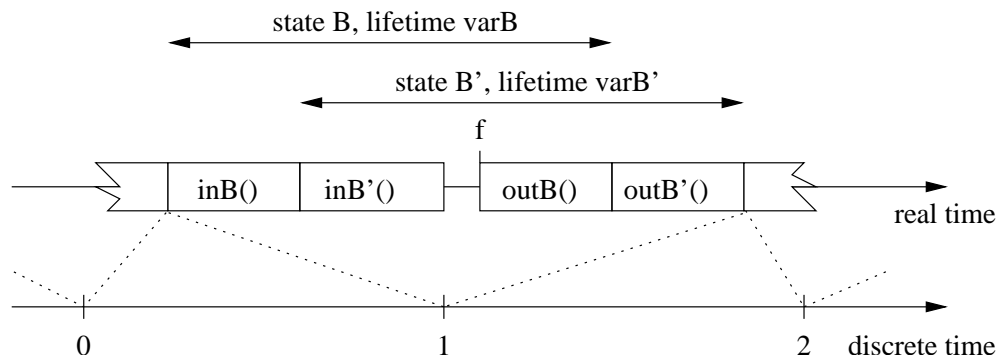 state B, lifetime varB
state B’, lifetime varB’
f
inB() inB’() outB() outB’()
real time
0 1 2 discrete time